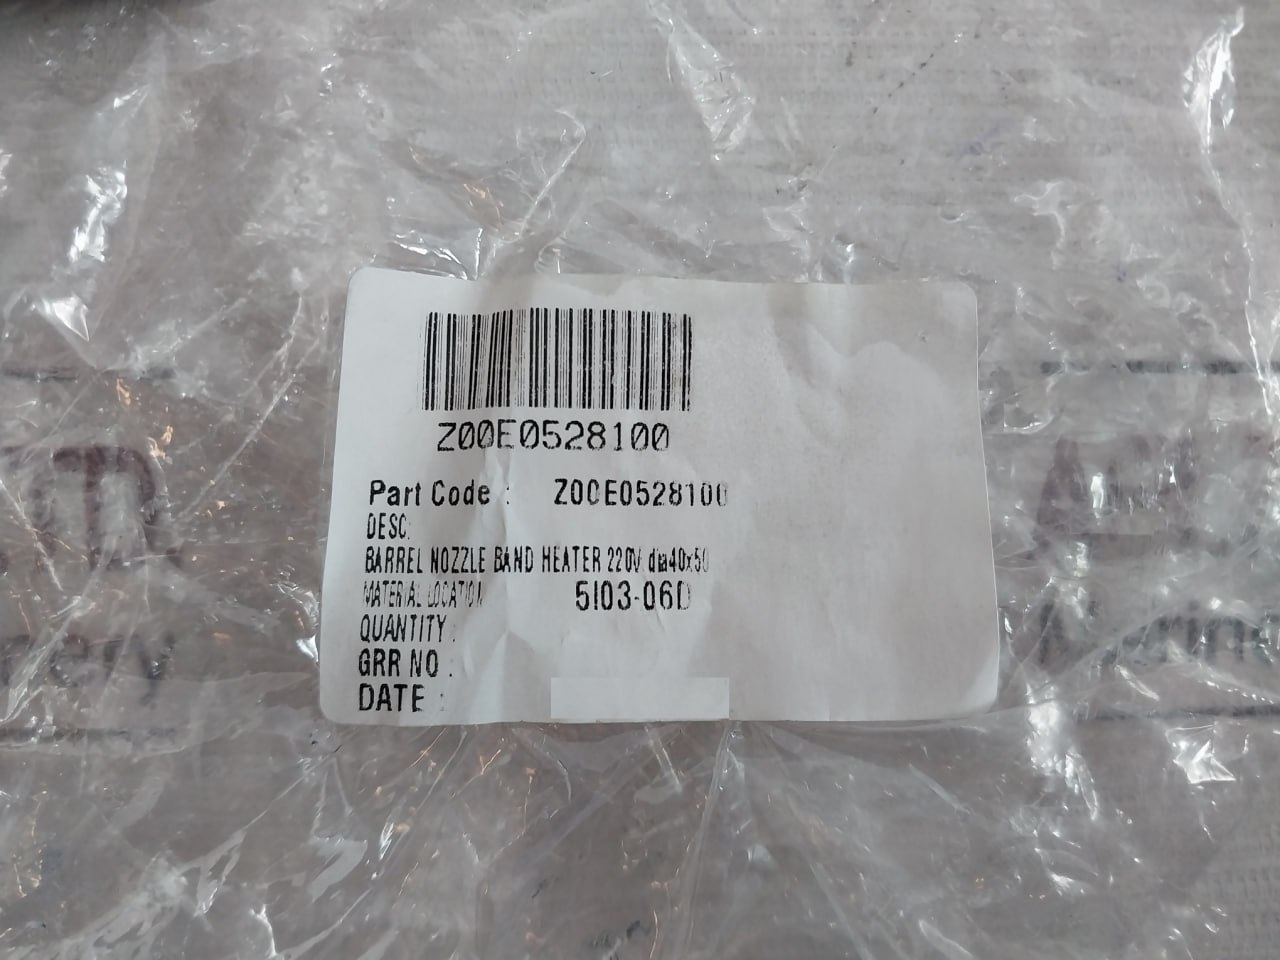 Z00E0528100
Part Code : Z00E0528100
DESC:
BARREL NOZZLE BAND HEATER 220V dia40x50
MATERIAL LOCATION 5I03-06D
QUANTITY :
GRR NO :
DATE :